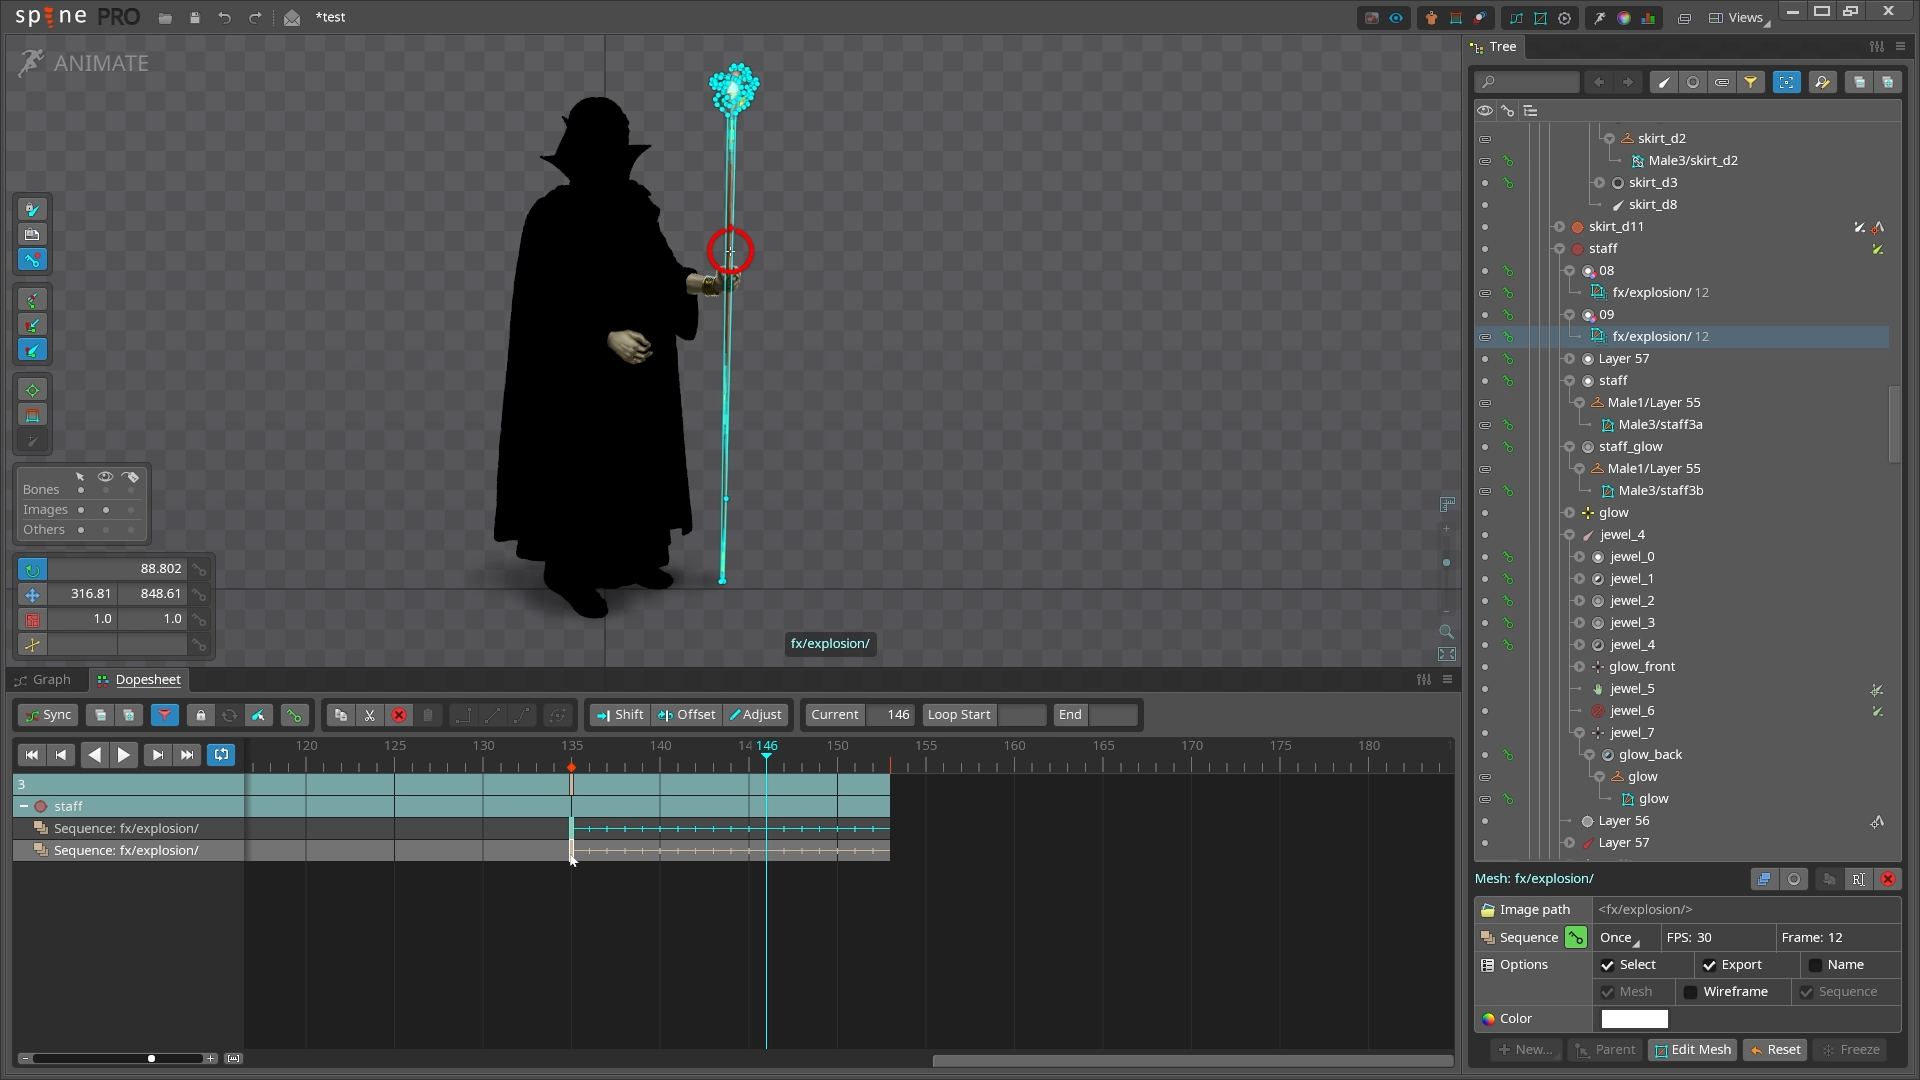 spine PRO
*test
Views
ANIMATE
Bones
Images
Others
88.802
316.81 848.61
1.0 1.0
fx/explosion/
Graph
Dopesheet
Sync
Shift
Offset
Adjust
Current 146
Loop Start
End
120 125 130 135 140 14 146 150 155 160 165 170 175 180
3
staff
Sequence: fx/explosion/
Sequence: fx/explosion/
Tree
skirt_d2
Male3/skirt_d2
skirt_d3
skirt_d8
skirt_d11
staff
08
fx/explosion/ 12
09
fx/explosion/ 12
Layer 57
staff
Male1/Layer 55
Male3/staff3a
staff_glow
Male1/Layer 55
Male3/staff3b
glow
jewel_4
jewel_0
jewel_1
jewel_2
jewel_3
jewel_4
glow_front
jewel_5
jewel_6
jewel_7
glow_back
glow
glow
Layer 56
Layer 57
Mesh: fx/explosion/
Image path <fx/explosion/>
Sequence Once FPS: 30 Frame: 12
Options Select Export Name
Mesh Wireframe Sequence
Color
New... Parent Edit Mesh Reset Freeze